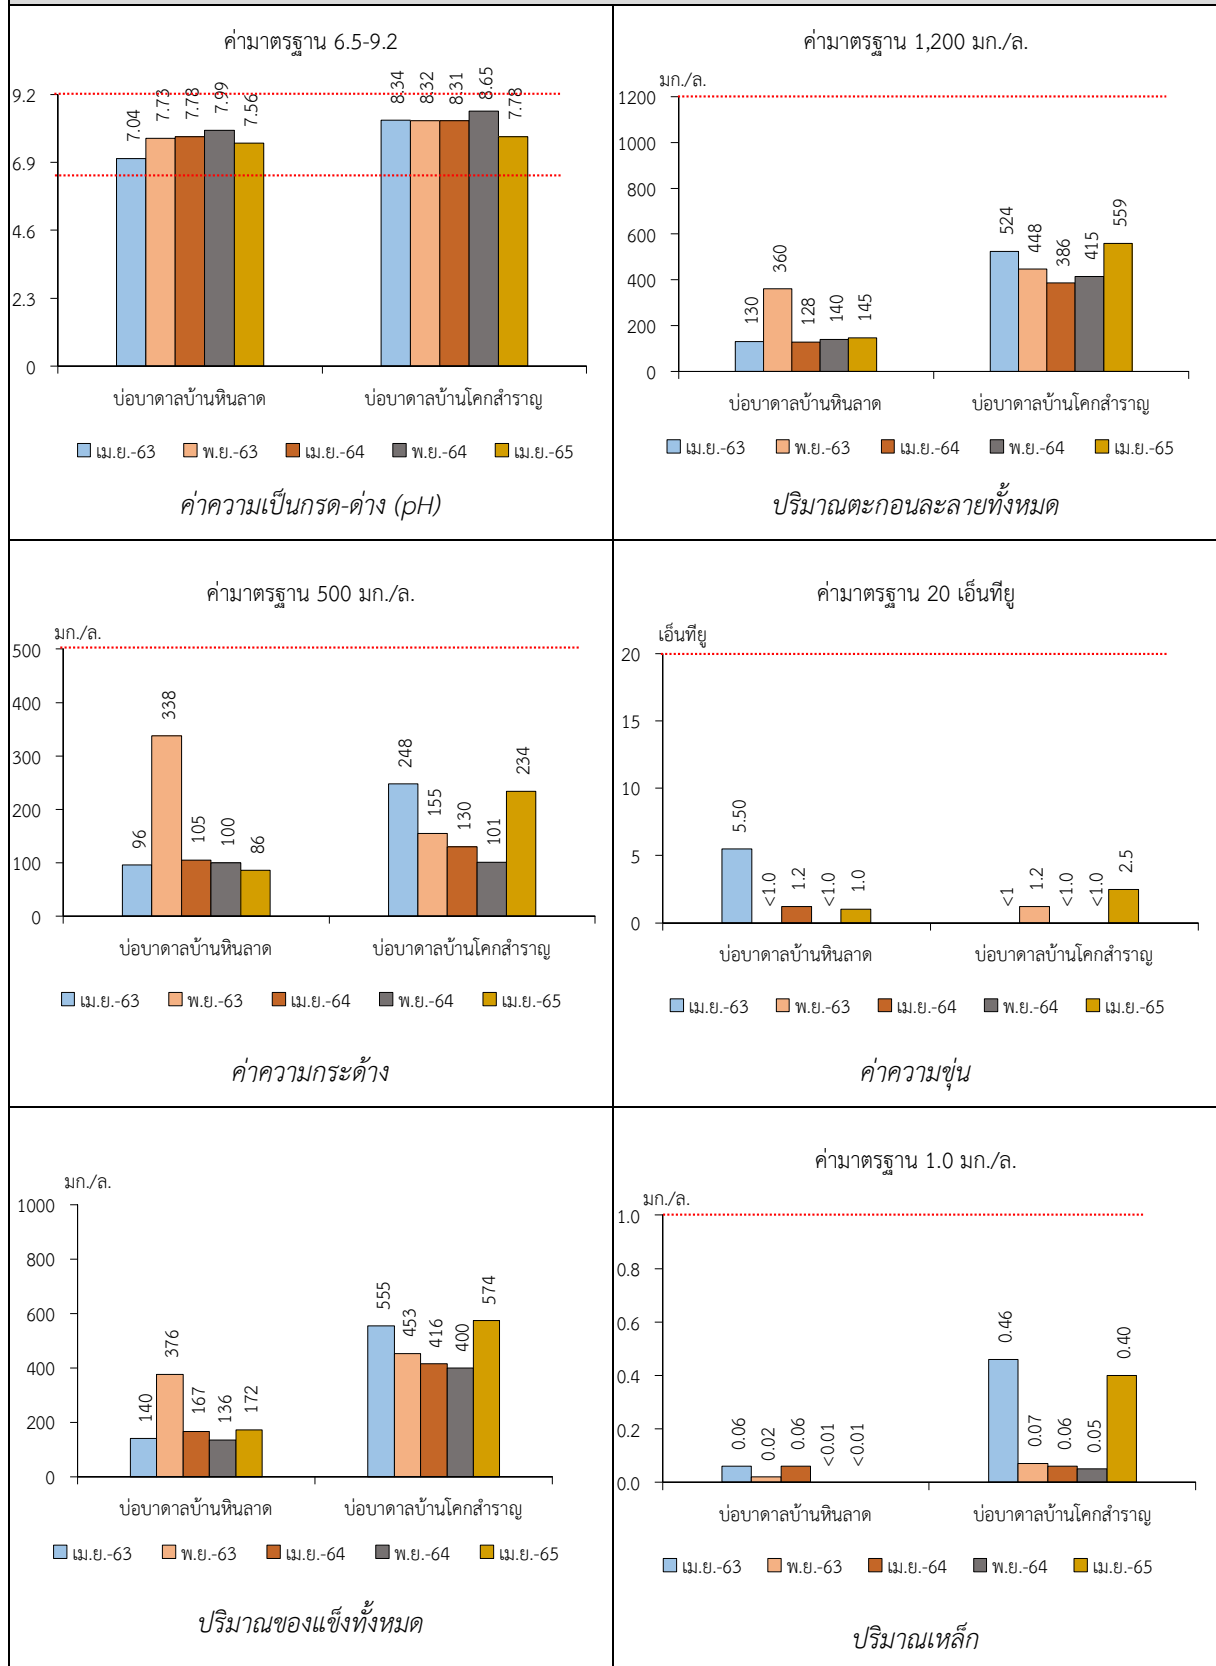 ค่ามาตรฐาน 6.5-9.2
9.2
6.9
4.6
2.3
0
7.04 7.73 7.78 7.99 7.56
8.34 8.32 8.31 8.65 7.78
บ่อบาดาลบ้านหินลาด บ่อบาดาลบ้านโคกสำราญ
เม.ย.-63 พ.ย.-63 เม.ย.-64 พ.ย.-64 เม.ย.-65
ค่าความเป็นกรด-ด่าง (pH)
ค่ามาตรฐาน 1,200 มก./ล.
มก./ล.
1200
1000
800
600
400
200
0
130 360 128 140 145
524 448 386 415 559
บ่อบาดาลบ้านหินลาด บ่อบาดาลบ้านโคกสำราญ
เม.ย.-63 พ.ย.-63 เม.ย.-64 พ.ย.-64 เม.ย.-65
ปริมาณตะกอนละลายทั้งหมด
ค่ามาตรฐาน 500 มก./ล.
มก./ล.
500
400
300
200
100
0
96 338 105 100 86
248 155 130 101 234
บ่อบาดาลบ้านหินลาด บ่อบาดาลบ้านโคกสำราญ
เม.ย.-63 พ.ย.-63 เม.ย.-64 พ.ย.-64 เม.ย.-65
ค่าความกระด้าง
ค่ามาตรฐาน 20 เอ็นทียู
เอ็นทียู
20
15
10
5
0
5.50 <1.0 1.2 <1.0 1.0
<1 1.2 <1.0 <1.0 2.5
บ่อบาดาลบ้านหินลาด บ่อบาดาลบ้านโคกสำราญ
เม.ย.-63 พ.ย.-63 เม.ย.-64 พ.ย.-64 เม.ย.-65
ค่าความขุ่น
มก./ล.
1000
800
600
400
200
0
140 376 167 136 172
555 453 416 400 574
บ่อบาดาลบ้านหินลาด บ่อบาดาลบ้านโคกสำราญ
เม.ย.-63 พ.ย.-63 เม.ย.-64 พ.ย.-64 เม.ย.-65
ปริมาณของแข็งทั้งหมด
ค่ามาตรฐาน 1.0 มก./ล.
มก./ล.
1.0
0.8
0.6
0.4
0.2
0.0
0.06 0.02 0.06 <0.01 <0.01
0.46 0.07 0.06 0.05 0.40
บ่อบาดาลบ้านหินลาด บ่อบาดาลบ้านโคกสำราญ
เม.ย.-63 พ.ย.-63 เม.ย.-64 พ.ย.-64 เม.ย.-65
ปริมาณเหล็ก